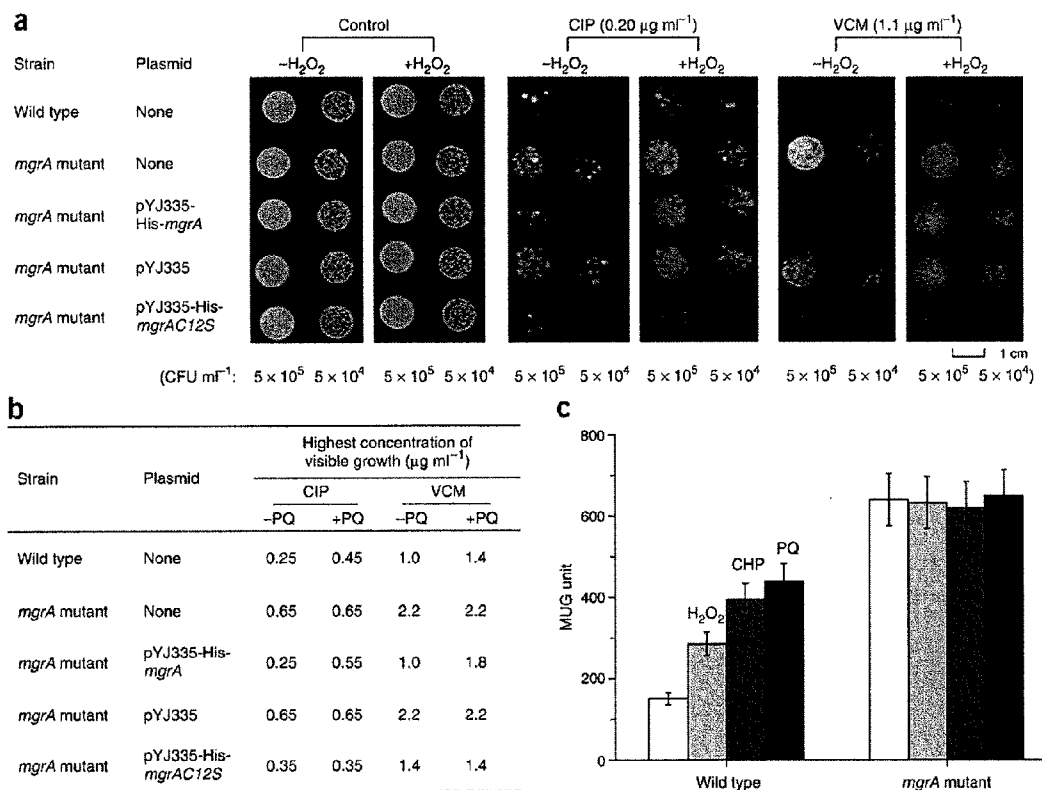 a
Control
CIP (0.20 µg ml⁻¹)
VCM (1.1 µg ml⁻¹)
Strain Plasmid –H₂O₂ +H₂O₂ –H₂O₂ +H₂O₂ –H₂O₂ +H₂O₂
Wild type None
mgrA mutant None
mgrA mutant pYJ335-
His-mgrA
mgrA mutant pYJ335
mgrA mutant pYJ335-His-
mgrAC12S
1 cm
(CFU ml⁻¹: 5 × 10⁵ 5 × 10⁴ 5 × 10⁵ 5 × 10⁴ 5 × 10⁵ 5 × 10⁴ 5 × 10⁵ 5 × 10⁴ 5 × 10⁵ 5 × 10⁴ 5 × 10⁵ 5 × 10⁴)
b
Highest concentration of
visible growth (µg ml⁻¹)
Strain Plasmid
CIP VCM
–PQ +PQ –PQ +PQ
Wild type None 0.25 0.45 1.0 1.4
mgrA mutant None 0.65 0.65 2.2 2.2
mgrA mutant pYJ335-His-
mgrA 0.25 0.55 1.0 1.8
mgrA mutant pYJ335 0.65 0.65 2.2 2.2
mgrA mutant pYJ335-His-
mgrAC12S 0.35 0.35 1.4 1.4
c
800
600
400
200
0
MUG unit
H₂O₂
CHP
PQ
Wild type
mgrA mutant